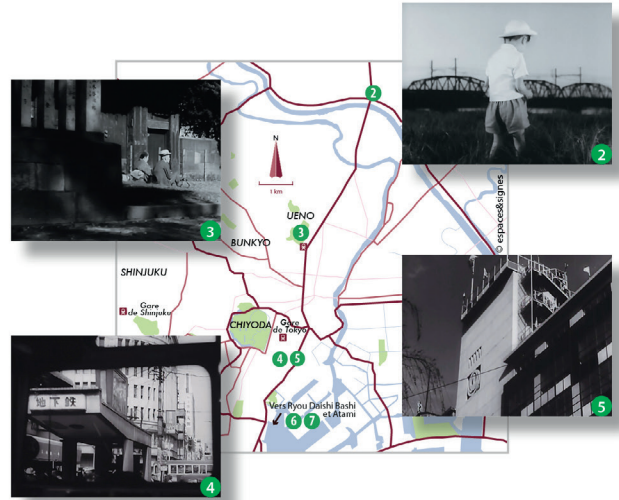 2
2
3
N
1 km
UENO
3
BUNKYO
© espaces&signes
SHINJUKU
Gare
de Shinjuku
CHIYODA
Gare
de Tokyo
4 5
5
地下鉄
Vers Ryou Daishi Bashi
et Atami
6 7
4